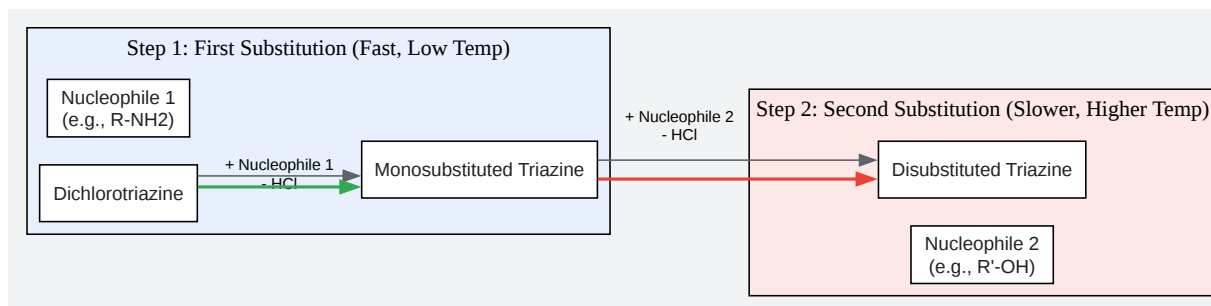 Step 1: First Substitution (Fast, Low Temp)
Nucleophile 1
(e.g., R-NH2)
Dichlorotriazine
+ Nucleophile 1
- HCl
Monosubstituted Triazine
+ Nucleophile 2
- HCl
Step 2: Second Substitution (Slower, Higher Temp)
Disubstituted Triazine
Nucleophile 2
(e.g., R'-OH)